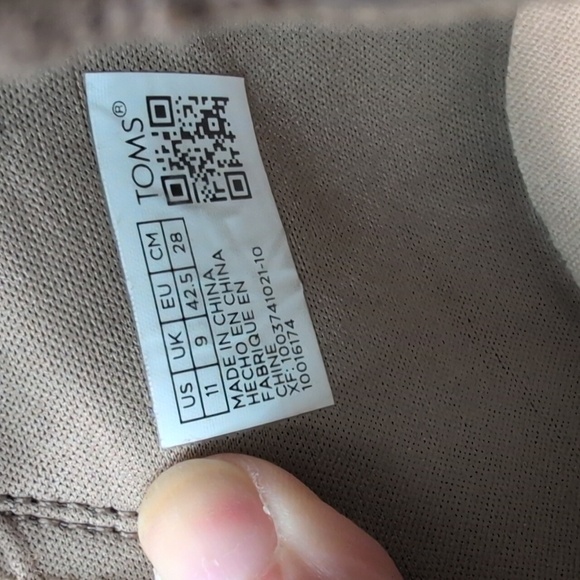 TOMS®
US UK EU CM
11 9 42.5 28
MADE IN CHINA
HECHO EN CHINA
FABRIQUE EN
CHINE
XF: 1003741021-10
10016174